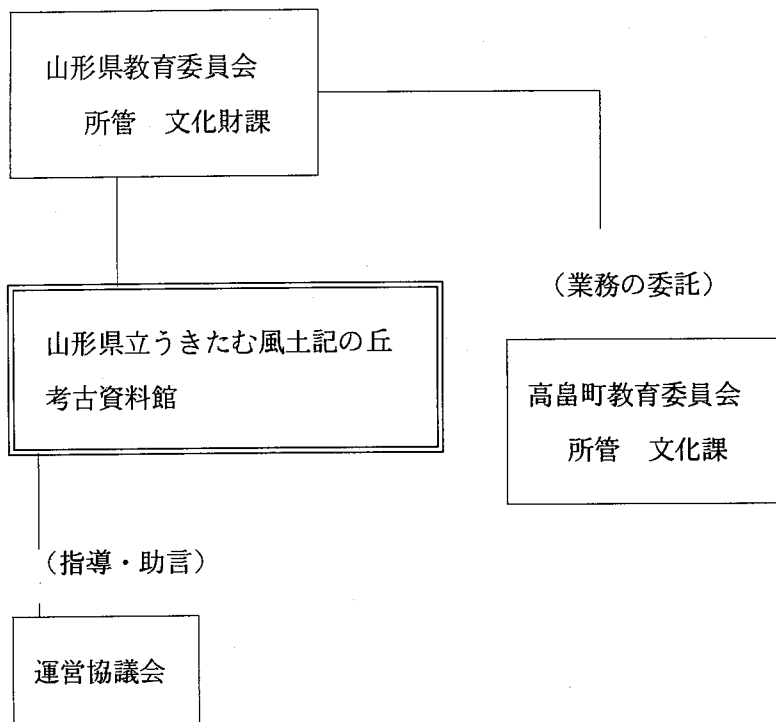 山形県教育委員会
所管　文化財課
（業務の委託）
山形県立うきたむ風土記の丘
考古資料館
高畠町教育委員会
所管　文化課
（指導・助言）
運営協議会